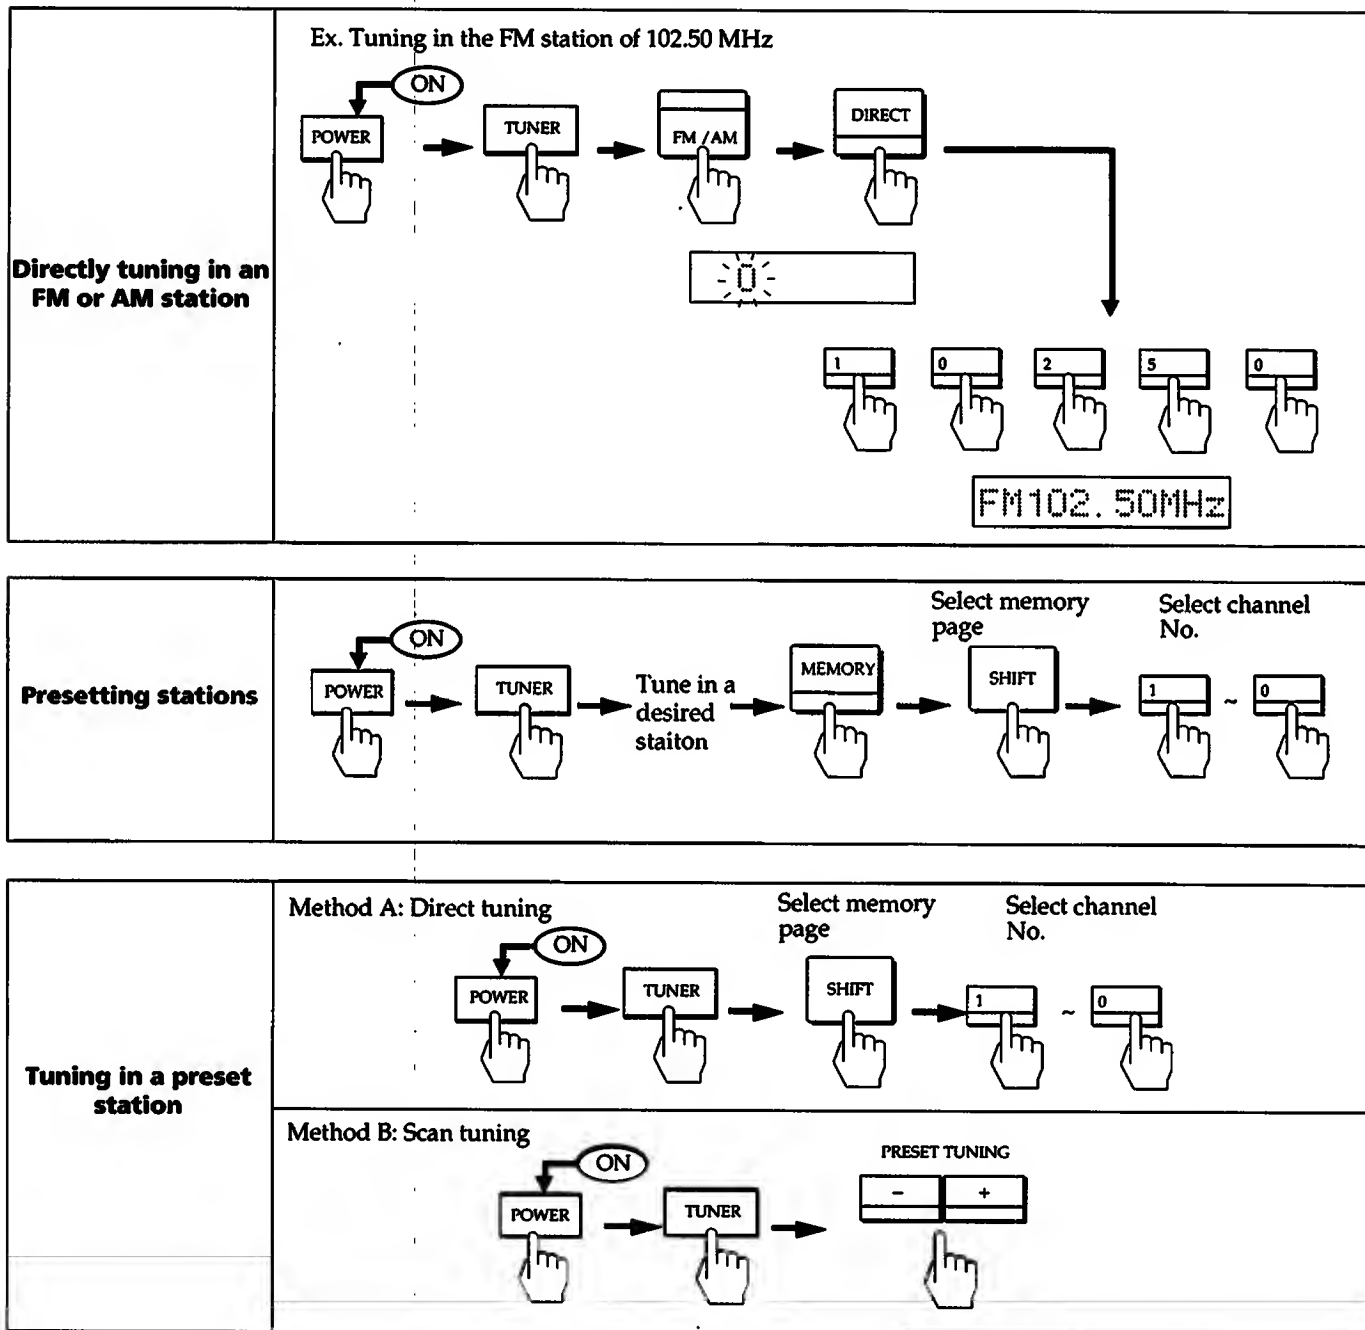 Ex. Tuning in the FM station of 102.50 MHz
ON
POWER
TUNER
FM / AM
DIRECT
0
Directly tuning in an
FM or AM station
1 0 2 5 0
FM102.50MHz
Select memory
page
Select channel
No.
ON
Presetting stations
POWER
TUNER
Tune in a
desired
staiton
MEMORY
SHIFT
1 ~ 0
Method A: Direct tuning
Select memory
page
Select channel
No.
ON
POWER
TUNER
SHIFT
1 ~ 0
Tuning in a preset
station
Method B: Scan tuning
ON
POWER
TUNER
PRESET TUNING
- +